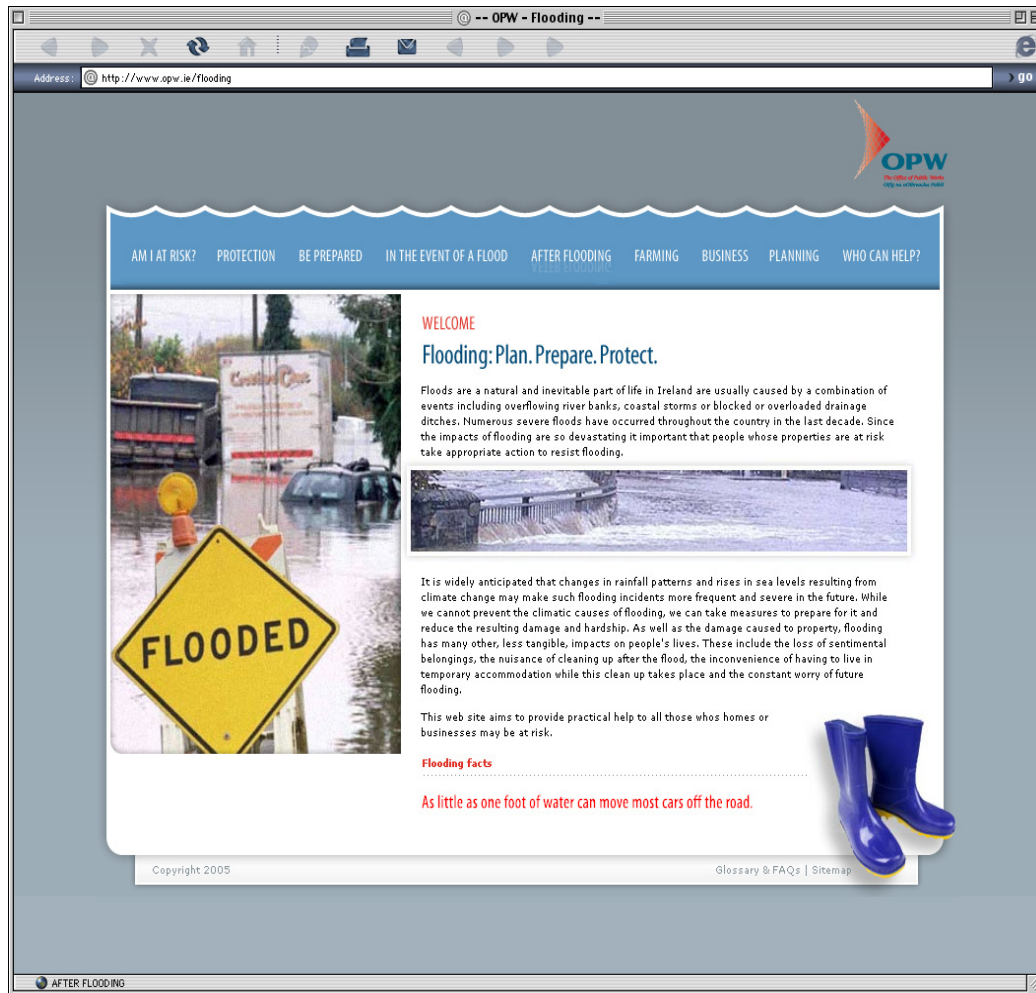 -- OPW - Flooding --
Address: http://www.opw.ie/flooding go
OPW
The Office of Public Works
Oifig na nOibreacha Poiblí
AM I AT RISK? PROTECTION BE PREPARED IN THE EVENT OF A FLOOD AFTER FLOODING FARMING BUSINESS PLANNING WHO CAN HELP?
WELCOME
Flooding: Plan. Prepare. Protect.
Floods are a natural and inevitable part of life in Ireland are usually caused by a combination of
events including overflowing river banks, coastal storms or blocked or overloaded drainage
ditches. Numerous severe floods have occurred throughout the country in the last decade. Since
the impacts of flooding are so devastating it important that people whose properties are at risk
take appropriate action to resist flooding.
FLOODED
It is widely anticipated that changes in rainfall patterns and rises in sea levels resulting from
climate change may make such flooding incidents more frequent and severe in the future. While
we cannot prevent the climatic causes of flooding, we can take measures to prepare for it and
reduce the resulting damage and hardship. As well as the damage caused to property, flooding
has many other, less tangible, impacts on people's lives. These include the loss of sentimental
belongings, the nuisance of cleaning up after the flood, the inconvenience of having to live in
temporary accommodation while this clean up takes place and the constant worry of future
flooding.
This web site aims to provide practical help to all those whos homes or
businesses may be at risk.
Flooding facts
As little as one foot of water can move most cars off the road.
Copyright 2005 Glossary & FAQs | Sitemap
AFTER FLOODING